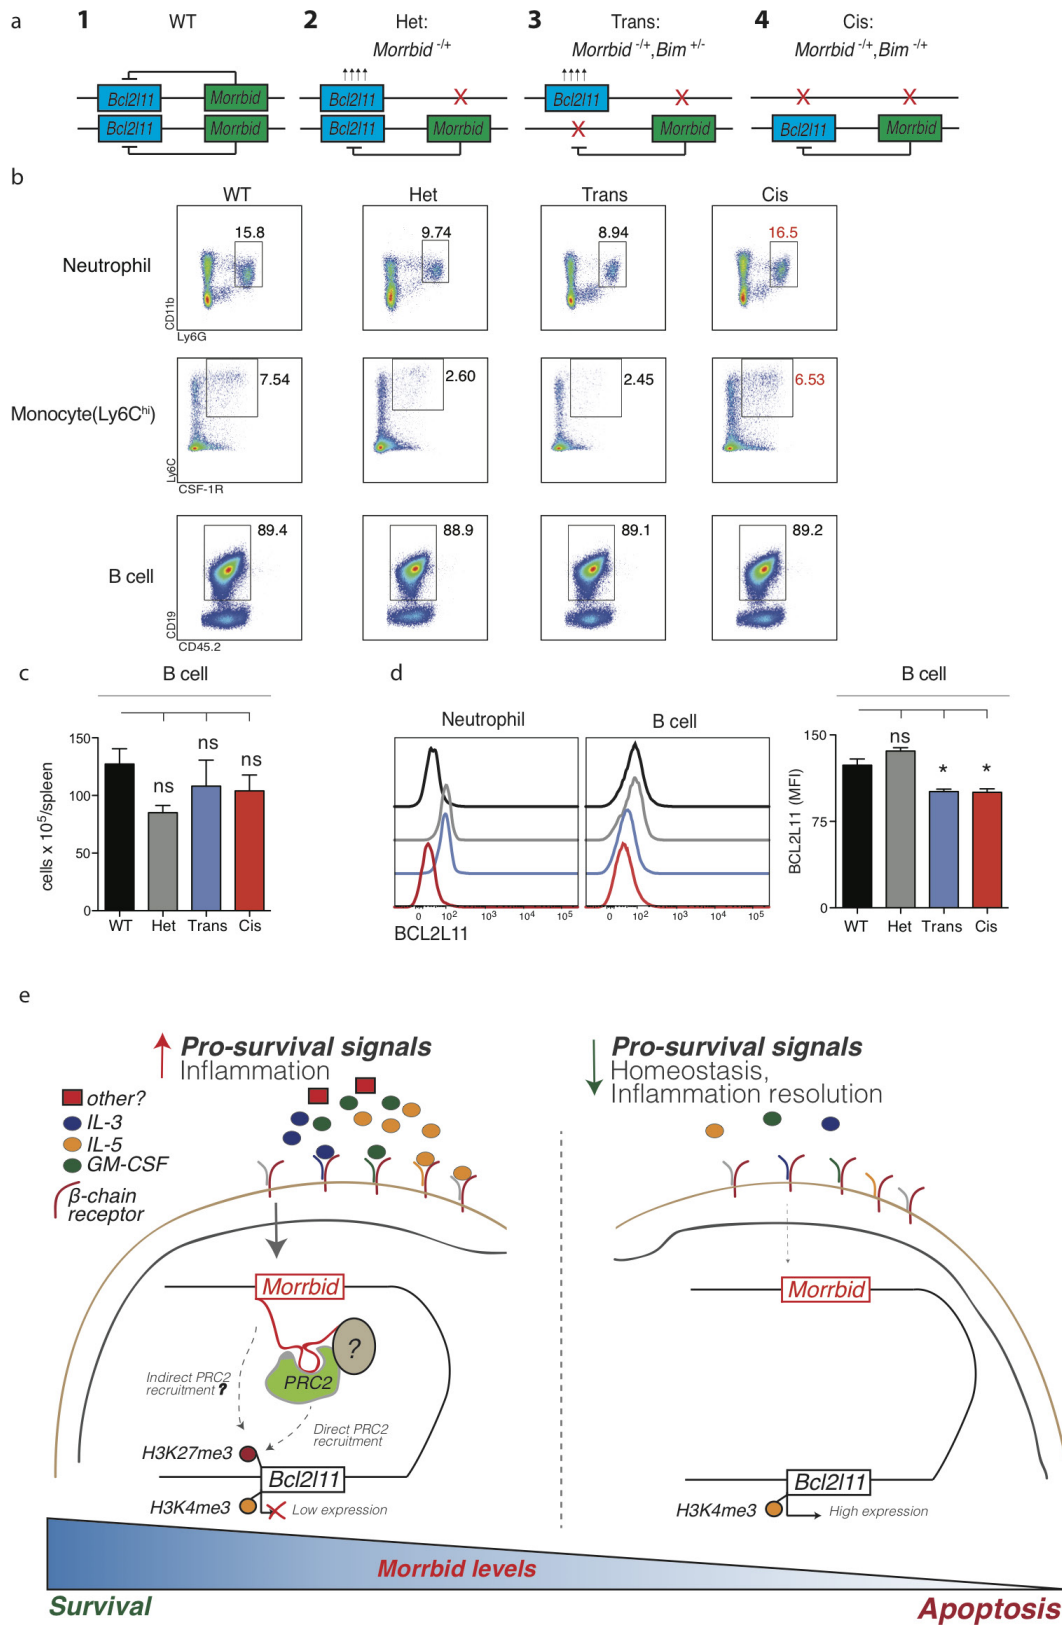 a
1 WT
2 Het:
Morrbid -/+
3 Trans:
Morrbid -/+,Bim +/-
4 Cis:
Morrbid -/+,Bim -/+
Bcl2l11 Morrbid Bcl2l11 X Bcl2l11 X X X
Bcl2l11 Morrbid Bcl2l11 Morrbid X Morrbid Bcl2l11 Morrbid
b
WT Het Trans Cis
Neutrophil
15.8 9.74 8.94 16.5
CD11b
Ly6G
Monocyte(Ly6Chi)
7.54 2.60 2.45 6.53
Ly6C
CSF-1R
B cell
89.4 88.9 89.1 89.2
CD19
CD45.2
c
B cell
cells x 10⁵/spleen
150
100
50
0
ns ns ns
WT Het Trans Cis
d
Neutrophil B cell
0 10² 10³ 10⁴ 10⁵ 0 10² 10³ 10⁴ 10⁵
BCL2L11
B cell
BCL2L11 (MFI)
150
75
0
ns * *
WT Het Trans Cis
e
Pro-survival signals
Inflammation
other?
IL-3
IL-5
GM-CSF
β-chain
receptor
Morrbid
?
PRC2
Indirect PRC2
recruitment ?
Direct PRC2
recruitment
H3K27me3
Bcl2l11
H3K4me3
Low expression
Pro-survival signals
Homeostasis,
Inflammation resolution
Morrbid
Bcl2l11
H3K4me3
High expression
Morrbid levels
Survival
Apoptosis